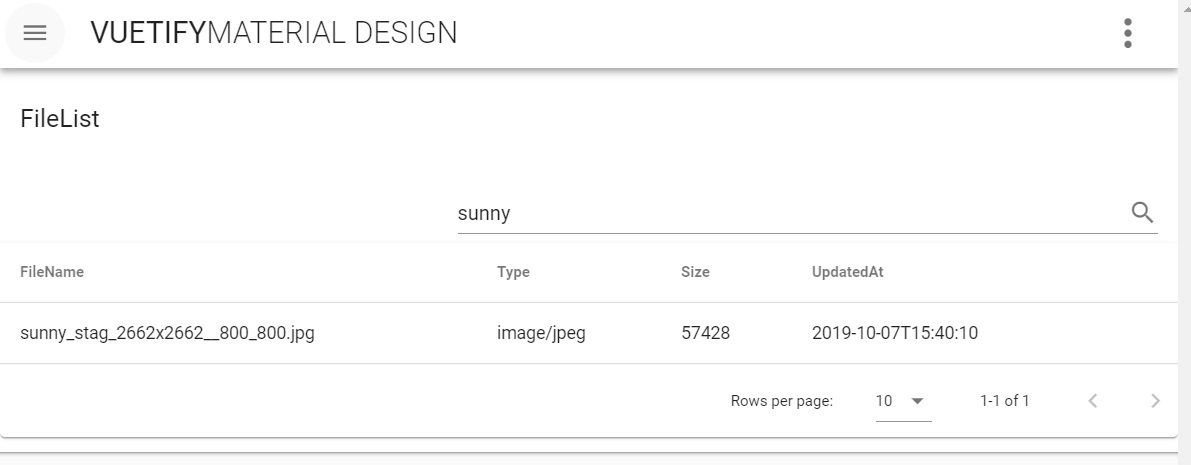 VUETIFYMATERIAL DESIGN
FileList
sunny
FileName Type Size UpdatedAt
sunny_stag_2662x2662__800_800.jpg image/jpeg 57428 2019-10-07T15:40:10
Rows per page: 10 1-1 of 1